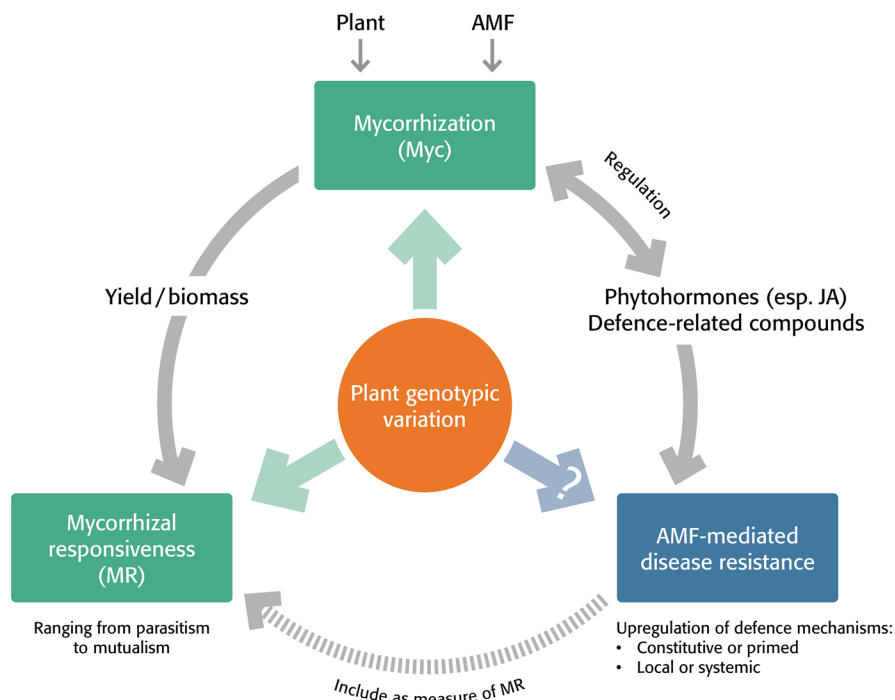 Plant
AMF
Mycorrhization
(Myc)
Regulation
Yield / biomass
Phytohormones (esp. JA)
Defence-related compounds
Plant genotypic
variation
?
Mycorrhizal
responsiveness
(MR)
AMF-mediated
disease resistance
Ranging from parasitism
to mutualism
Upregulation of defence mechanisms:
• Constitutive or primed
• Local or systemic
Include as measure of MR